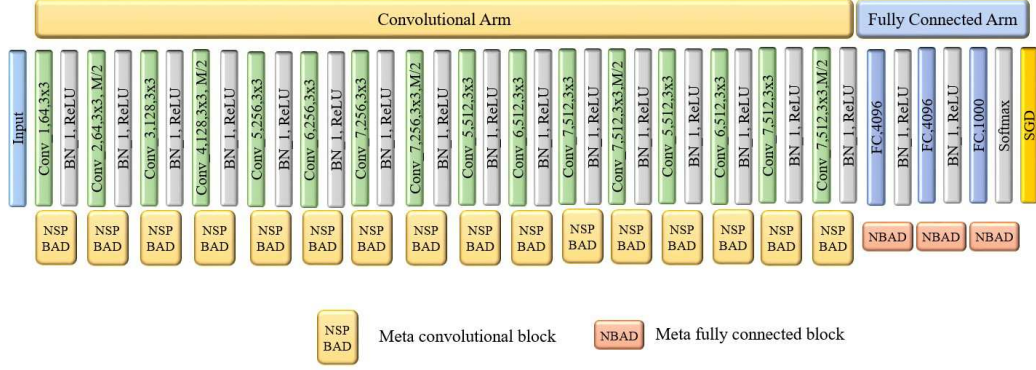 Convolutional Arm
Fully Connected Arm
Input
Conv_1,64,3x3
BN_1, ReLU
Conv_2,64,3x3, M/2
BN_1, ReLU
Conv_3,128,3x3
BN_1, ReLU
Conv_4,128,3x3, M/2
BN_1, ReLU
Conv_5,256,3x3
BN_1, ReLU
Conv_6,256,3x3
BN_1, ReLU
Conv_7,256,3x3
BN_1, ReLU
Conv_7,256,3x3,M/2
BN_1, ReLU
Conv_5,512,3x3
BN_1, ReLU
Conv_6,512,3x3
BN_1, ReLU
Conv_7,512,3x3
BN_1, ReLU
Conv_7,512,3x3,M/2
BN_1, ReLU
Conv_5,512,3x3
BN_1, ReLU
Conv_6,512,3x3
BN_1, ReLU
Conv_7,512,3x3
BN_1, ReLU
Conv_7,512,3x3,M/2
BN_1, ReLU
FC,4096
BN_1, ReLU
FC,4096
BN_1, ReLU
FC,1000
Softmax
SGD
NSP
BAD
NSP
BAD
NSP
BAD
NSP
BAD
NSP
BAD
NSP
BAD
NSP
BAD
NSP
BAD
NSP
BAD
NSP
BAD
NSP
BAD
NSP
BAD
NSP
BAD
NSP
BAD
NSP
BAD
NSP
BAD
NBAD
NBAD
NBAD
NSP
BAD
Meta convolutional block
NBAD
Meta fully connected block